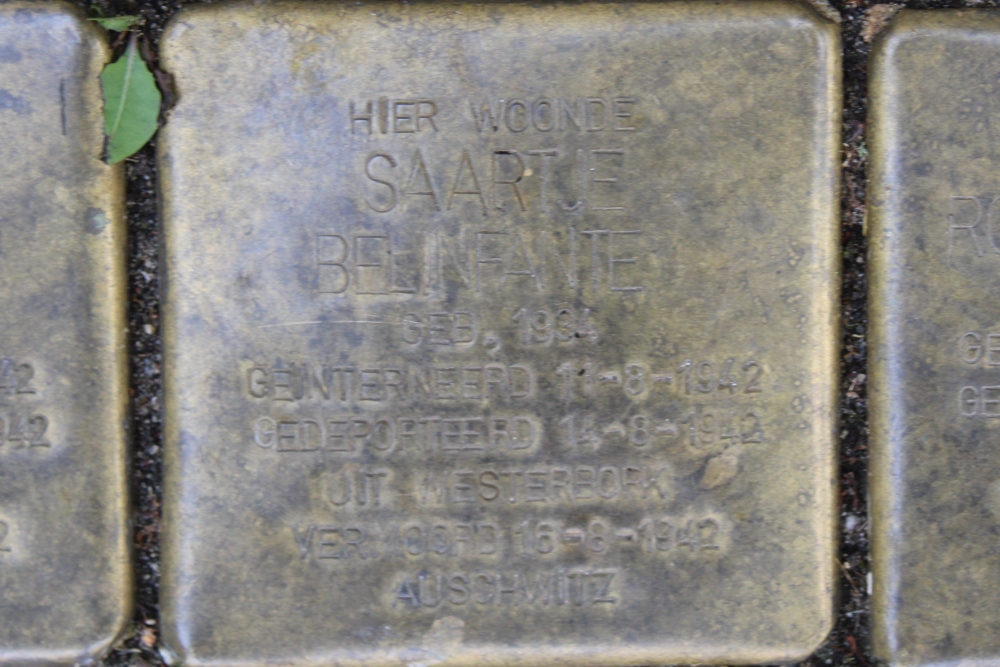 HIER WOONDE
SAARTJE
BELINFANTE
GEB. 1934
GEINTERNEERD 11-8-1942
GEDEPORTEERD 14-8-1942
UIT WESTERBORK
VERMOORD 16-8-1942
AUSCHWITZ